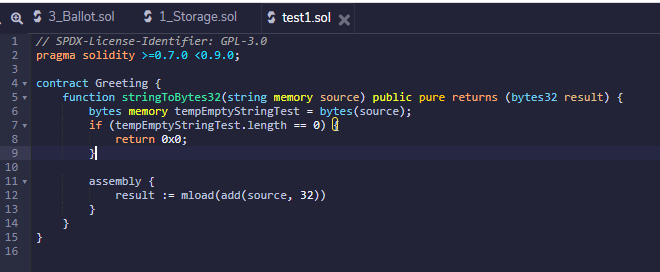 3_Ballot.sol 1_Storage.sol test1.sol
1 // SPDX-License-Identifier: GPL-3.0
2 pragma solidity >=0.7.0 <0.9.0;
3
4 contract Greeting {
5     function stringToBytes32(string memory source) public pure returns (bytes32 result) {
6         bytes memory tempEmptyStringTest = bytes(source);
7         if (tempEmptyStringTest.length == 0) {
8             return 0x0;
9         }
10
11         assembly {
12             result := mload(add(source, 32))
13         }
14     }
15 }
16